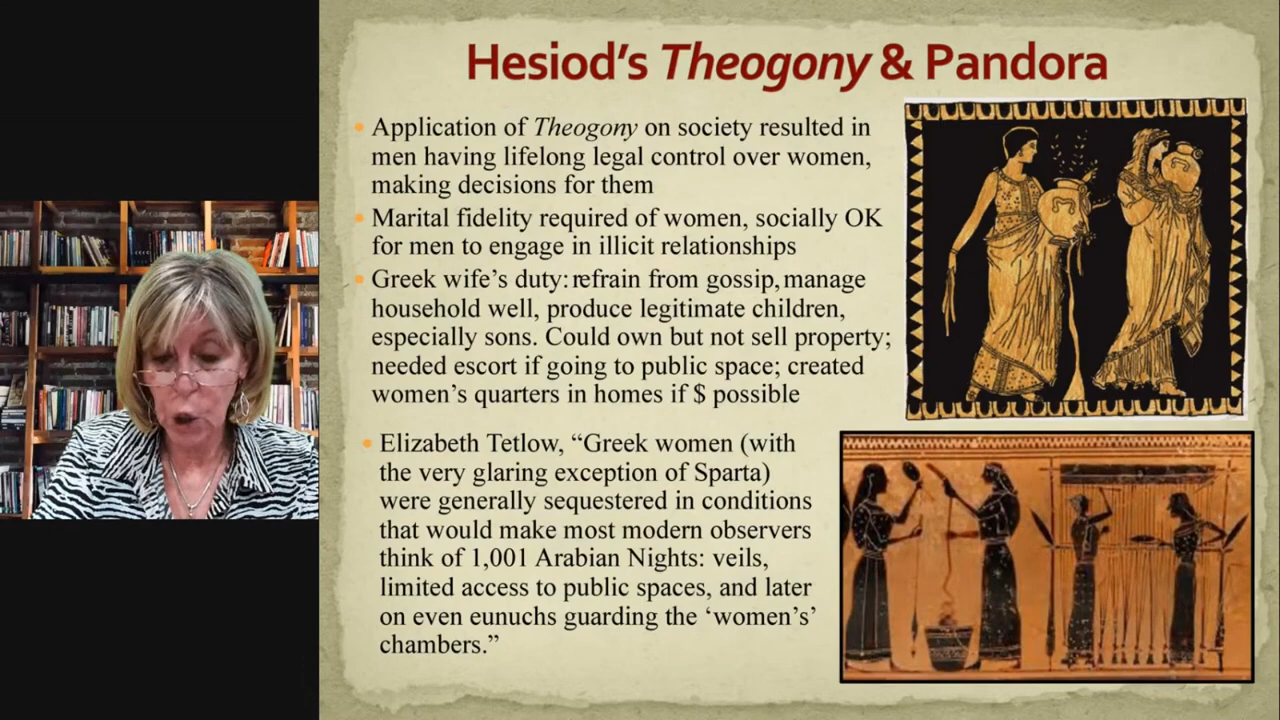 Hesiod’s Theogony & Pandora
Application of Theogony on society resulted in
men having lifelong legal control over women,
making decisions for them
Marital fidelity required of women, socially OK
for men to engage in illicit relationships
Greek wife’s duty: refrain from gossip, manage
household well, produce legitimate children,
especially sons. Could own but not sell property;
needed escort if going to public space; created
women’s quarters in homes if $ possible
Elizabeth Tetlow, “Greek women (with
the very glaring exception of Sparta)
were generally sequestered in conditions
that would make most modern observers
think of 1,001 Arabian Nights: veils,
limited access to public spaces, and later
on even eunuchs guarding the ‘women’s’
chambers.”